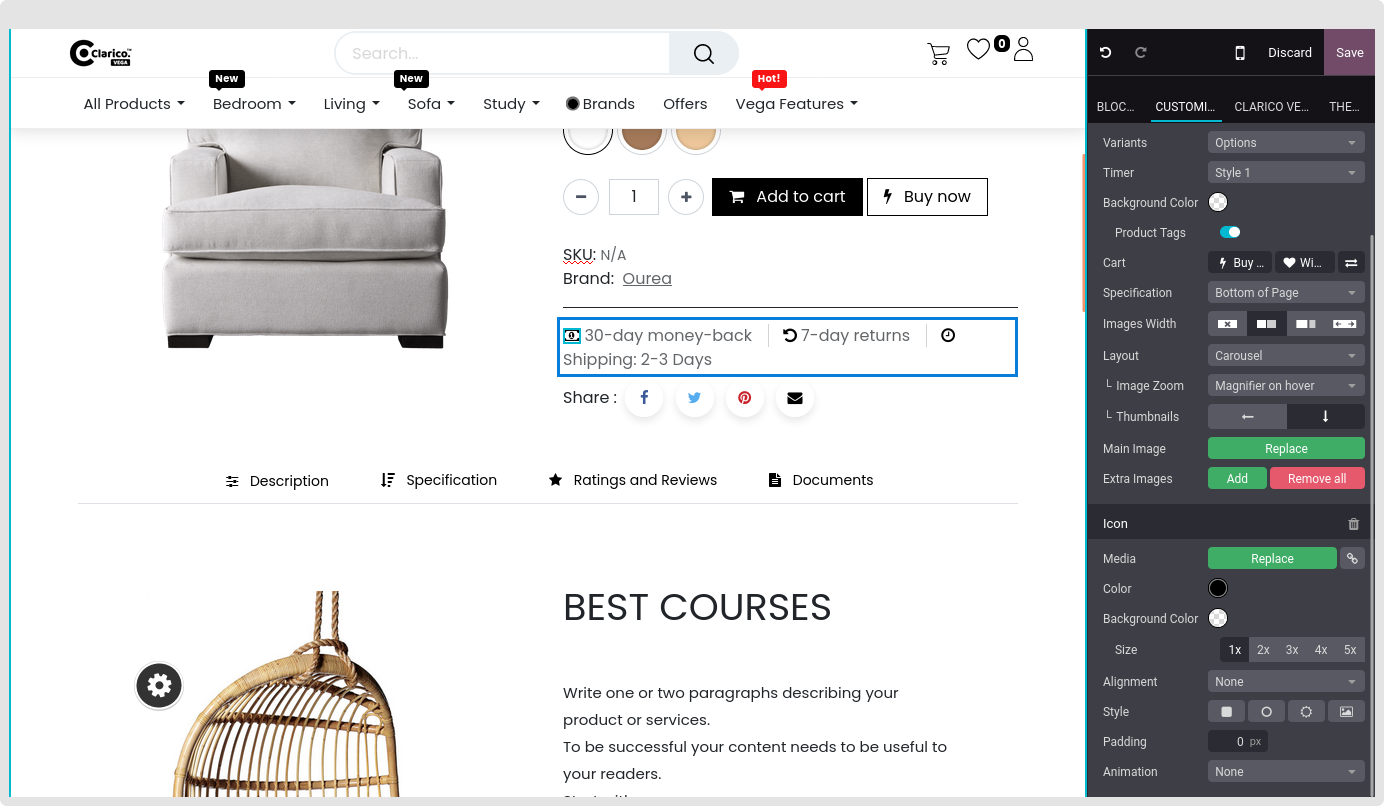 Clarico.™
VEGA
Search...
0
Discard
Save
New
New
Hot!
All Products
Bedroom
Living
Sofa
Study
Brands
Offers
Vega Features
BLOC...
CUSTOMI...
CLARICO VE...
THE...
Variants
Options
Timer
Style 1
Background Color
Product Tags
Cart
Buy ...
Wi...
Specification
Bottom of Page
Images Width
Layout
Carousel
└ Image Zoom
Magnifier on hover
└ Thumbnails
Main Image
Replace
Extra Images
Add
Remove all
Icon
Media
Replace
Color
Background Color
Size
1x
2x
3x
4x
5x
Alignment
None
Style
Padding
0 px
Animation
None
1
Add to cart
Buy now
SKU: N/A
Brand: Ourea
30-day money-back
7-day returns
Shipping: 2-3 Days
Share :
Description
Specification
Ratings and Reviews
Documents
BEST COURSES
Write one or two paragraphs describing your
product or services.
To be successful your content needs to be useful to
your readers.